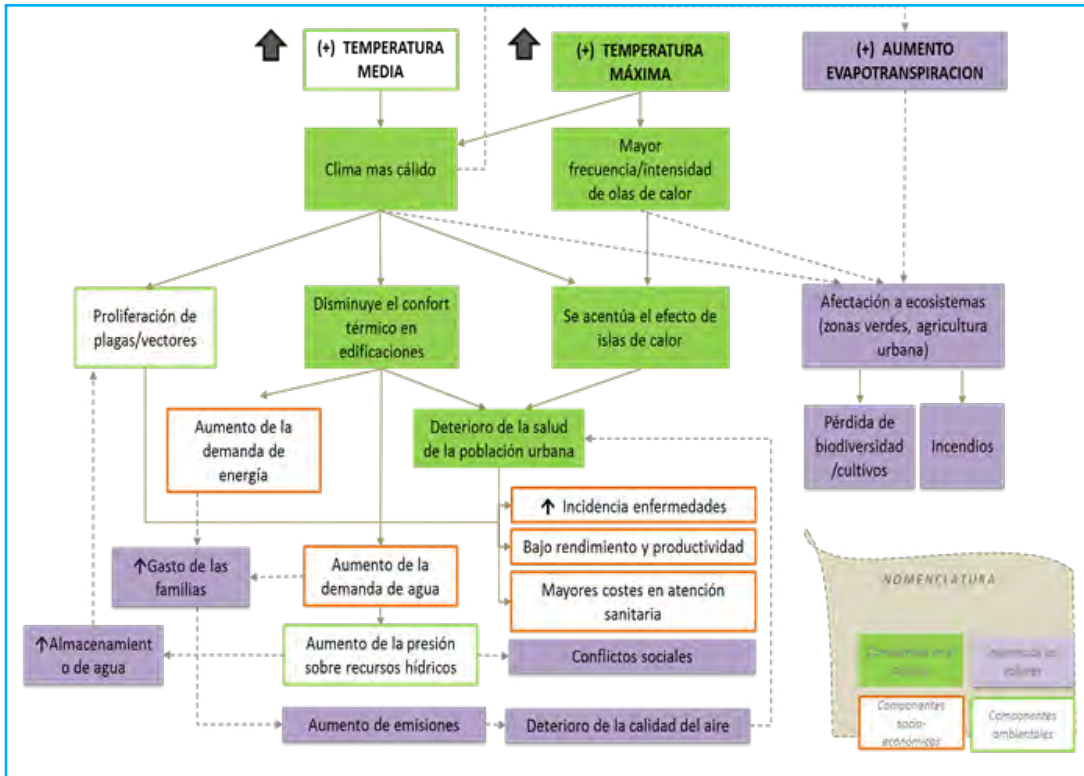 (+) TEMPERATURA
MEDIA
(+) TEMPERATURA
MÁXIMA
(+) AUMENTO
EVAPOTRANSPIRACION
Clima mas cálido
Mayor
frecuencia/intensidad
de olas de calor
Proliferación de
plagas/vectores
Disminuye el confort
térmico en
edificaciones
Se acentúa el efecto de
islas de calor
Afectación a ecosistemas
(zonas verdes, agricultura
urbana)
Aumento de la
demanda de
energía
Deterioro de la salud
de la población urbana
Pérdida de
biodiversidad
/cultivos
Incendios
↑ Incidencia enfermedades
Bajo rendimiento y productividad
Mayores costes en atención
sanitaria
↑Gasto de las
familias
Aumento de la
demanda de agua
↑Almacenamient
o de agua
Aumento de la presión
sobre recursos hídricos
Conflictos sociales
Aumento de emisiones
Deterioro de la calidad del aire
NOMENCLATURA
Componentes
socio-
económicos
Componentes
ambientales